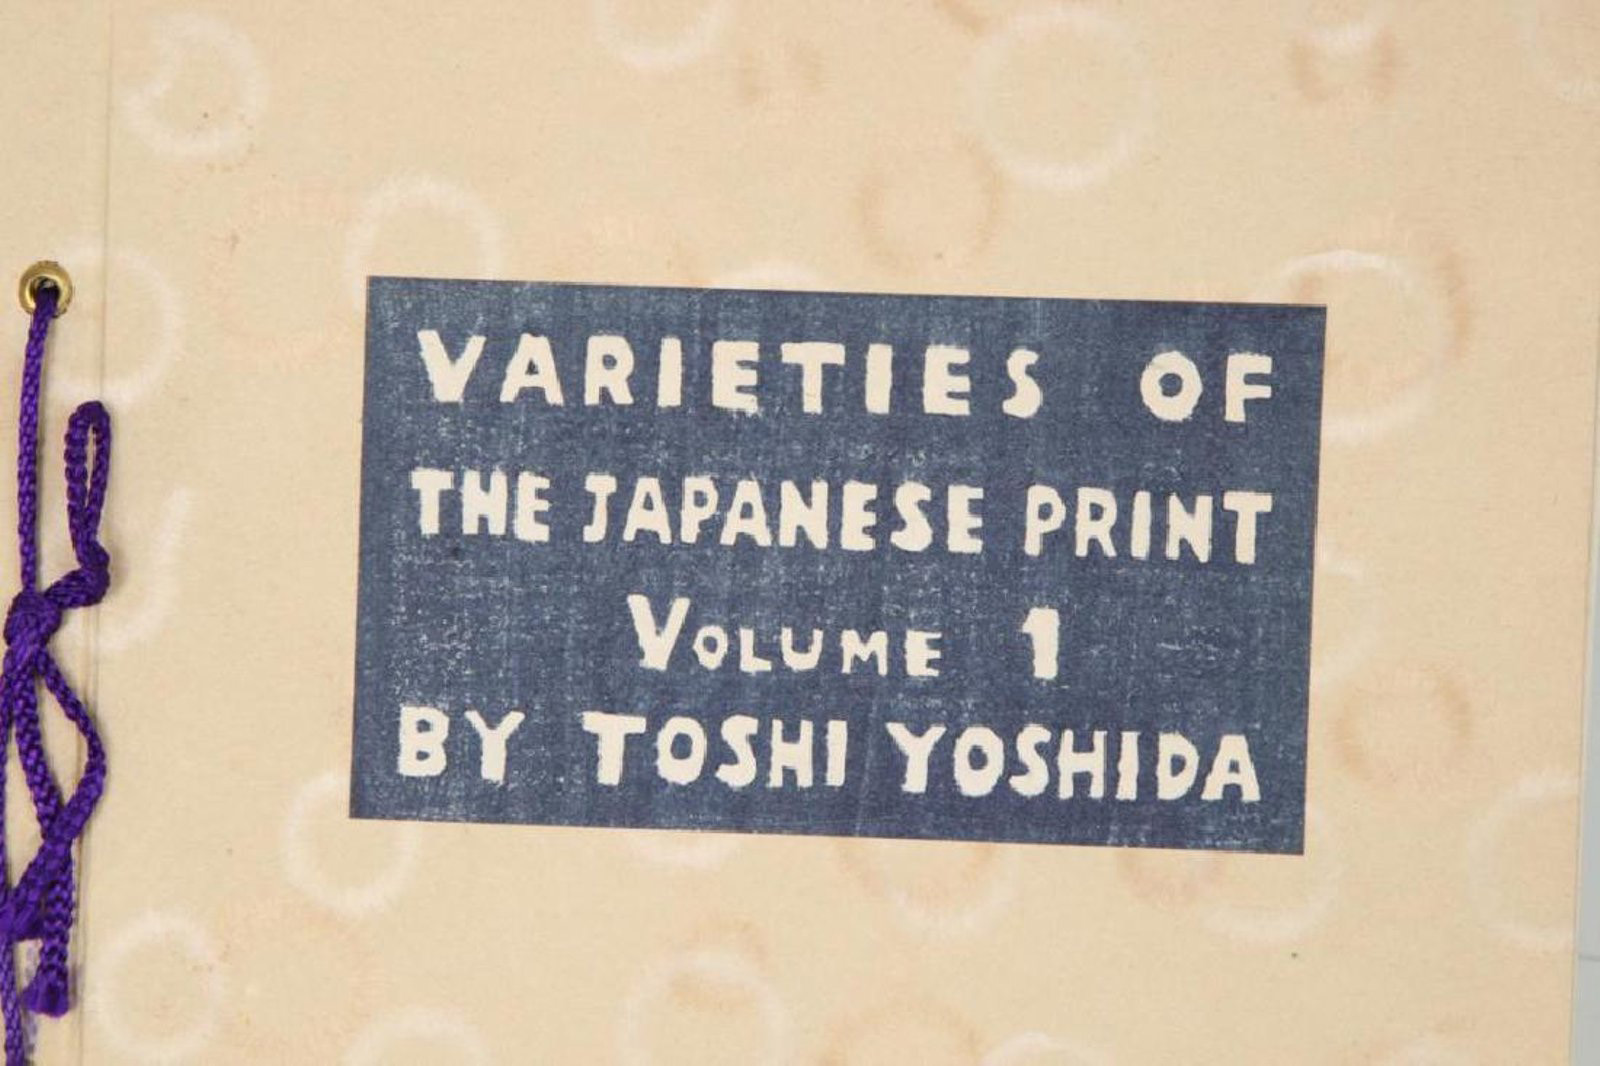 VARIETIES OF
THE JAPANESE PRINT
VOLUME 1
BY TOSHI YOSHIDA